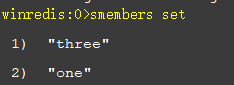 winredis:0>smembers set
1)  "three"
2)  "one"